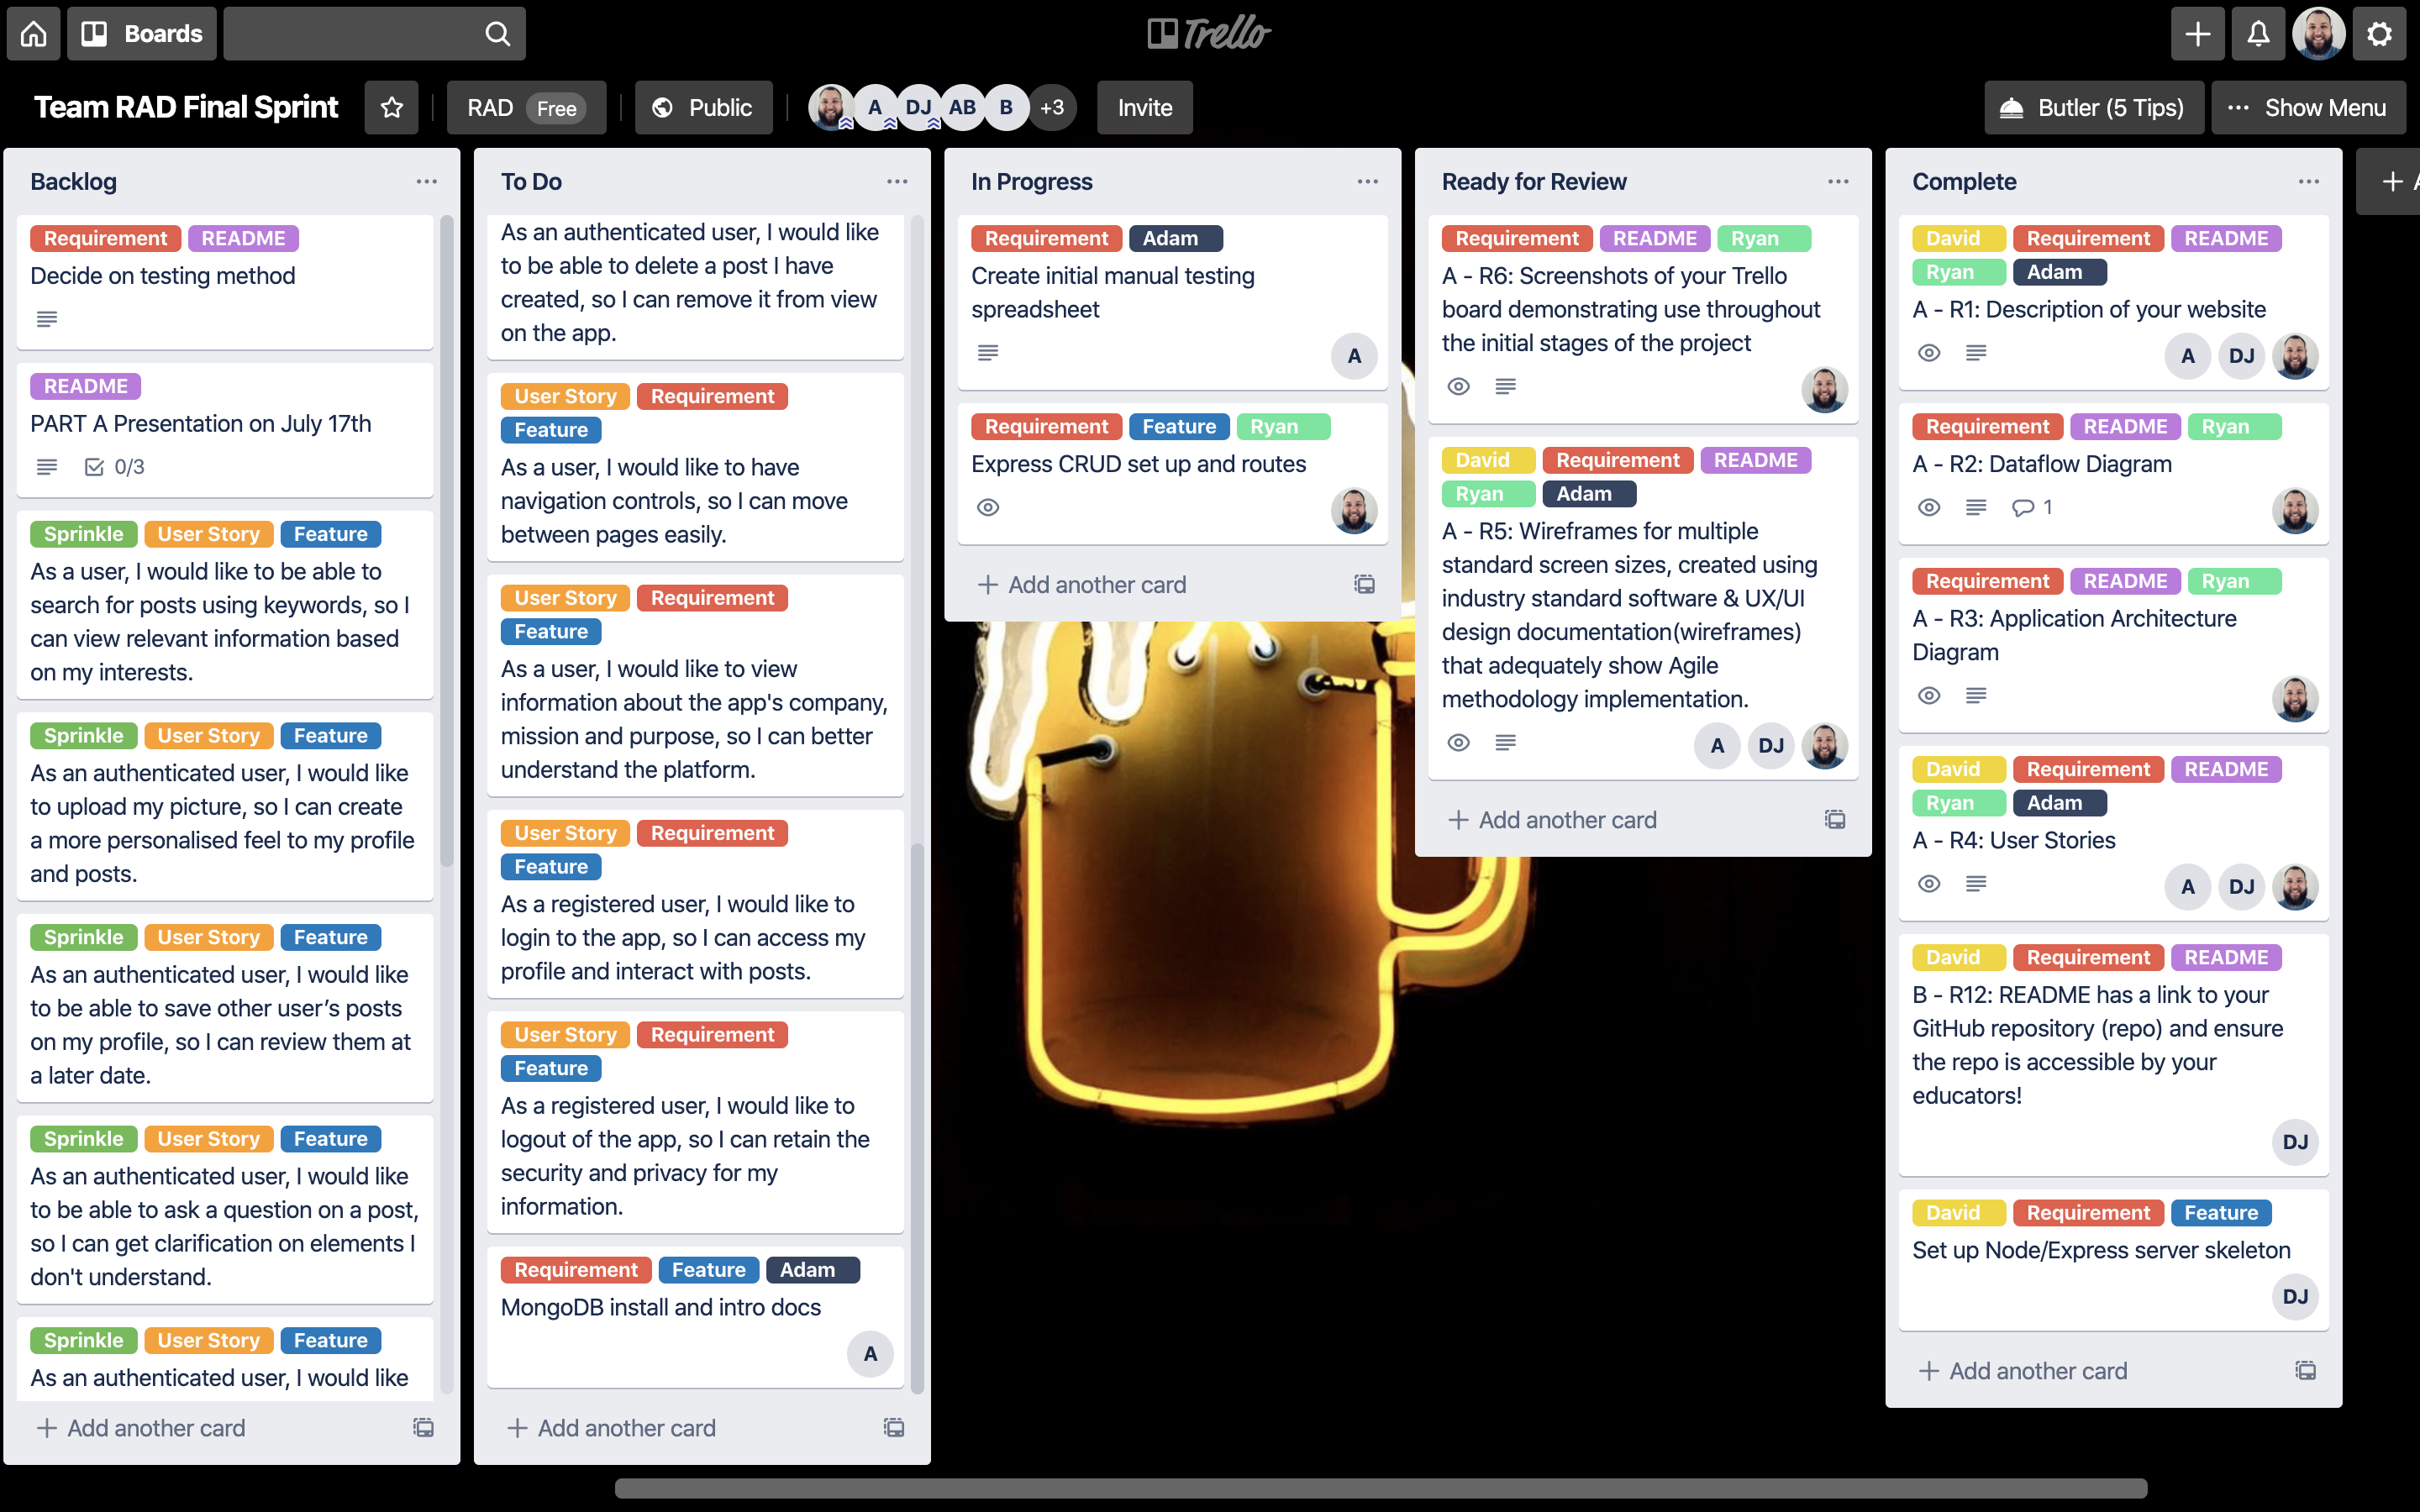 Boards
Trello
Team RAD Final Sprint
RAD Free
Public
A DJ AB B +3
Invite
Butler (5 Tips)
Show Menu
Backlog
Requirement README
Decide on testing method
README
PART A Presentation on July 17th
0/3
Sprinkle User Story Feature
As a user, I would like to be able to
search for posts using keywords, so I
can view relevant information based
on my interests.
Sprinkle User Story Feature
As an authenticated user, I would like
to upload my picture, so I can create
a more personalised feel to my profile
and posts.
Sprinkle User Story Feature
As an authenticated user, I would like
to be able to save other user’s posts
on my profile, so I can review them at
a later date.
Sprinkle User Story Feature
As an authenticated user, I would like
to be able to ask a question on a post,
so I can get clarification on elements I
don't understand.
Sprinkle User Story Feature
As an authenticated user, I would like
+ Add another card
To Do
As an authenticated user, I would like
to be able to delete a post I have
created, so I can remove it from view
on the app.
User Story Requirement
Feature
As a user, I would like to have
navigation controls, so I can move
between pages easily.
User Story Requirement
Feature
As a user, I would like to view
information about the app's company,
mission and purpose, so I can better
understand the platform.
User Story Requirement
Feature
As a registered user, I would like to
login to the app, so I can access my
profile and interact with posts.
User Story Requirement
Feature
As a registered user, I would like to
logout of the app, so I can retain the
security and privacy for my
information.
Requirement Feature Adam
MongoDB install and intro docs
A
+ Add another card
In Progress
Requirement Adam
Create initial manual testing
spreadsheet
A
Requirement Feature Ryan
Express CRUD set up and routes
+ Add another card
Ready for Review
Requirement README Ryan
A - R6: Screenshots of your Trello
board demonstrating use throughout
the initial stages of the project
David Requirement README
Ryan Adam
A - R5: Wireframes for multiple
standard screen sizes, created using
industry standard software & UX/UI
design documentation(wireframes)
that adequately show Agile
methodology implementation.
A DJ
+ Add another card
Complete
David Requirement README
Ryan Adam
A - R1: Description of your website
A DJ
Requirement README Ryan
A - R2: Dataflow Diagram
1
Requirement README Ryan
A - R3: Application Architecture
Diagram
David Requirement README
Ryan Adam
A - R4: User Stories
A DJ
David Requirement README
B - R12: README has a link to your
GitHub repository (repo) and ensure
the repo is accessible by your
educators!
DJ
David Requirement Feature
Set up Node/Express server skeleton
DJ
+ Add another card